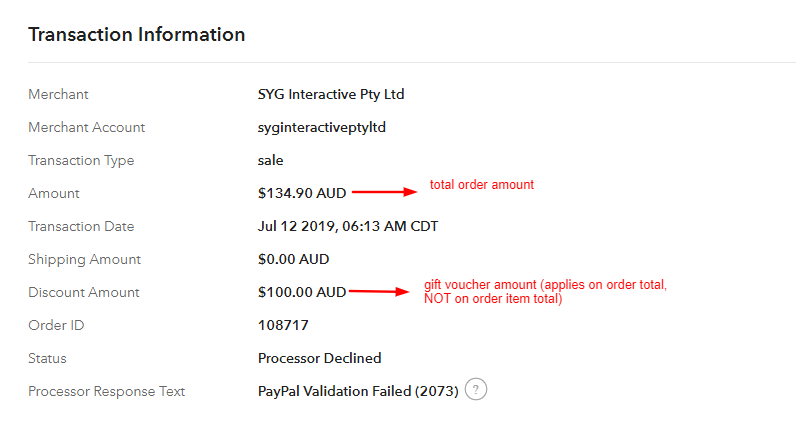 Transaction Information
Merchant SYG Interactive Pty Ltd
Merchant Account syginteractiveptyltd
Transaction Type sale
Amount $134.90 AUD total order amount
Transaction Date Jul 12 2019, 06:13 AM CDT
Shipping Amount $0.00 AUD
Discount Amount $100.00 AUD gift voucher amount (applies on order total,
NOT on order item total)
Order ID 108717
Status Processor Declined
Processor Response Text PayPal Validation Failed (2073) ?